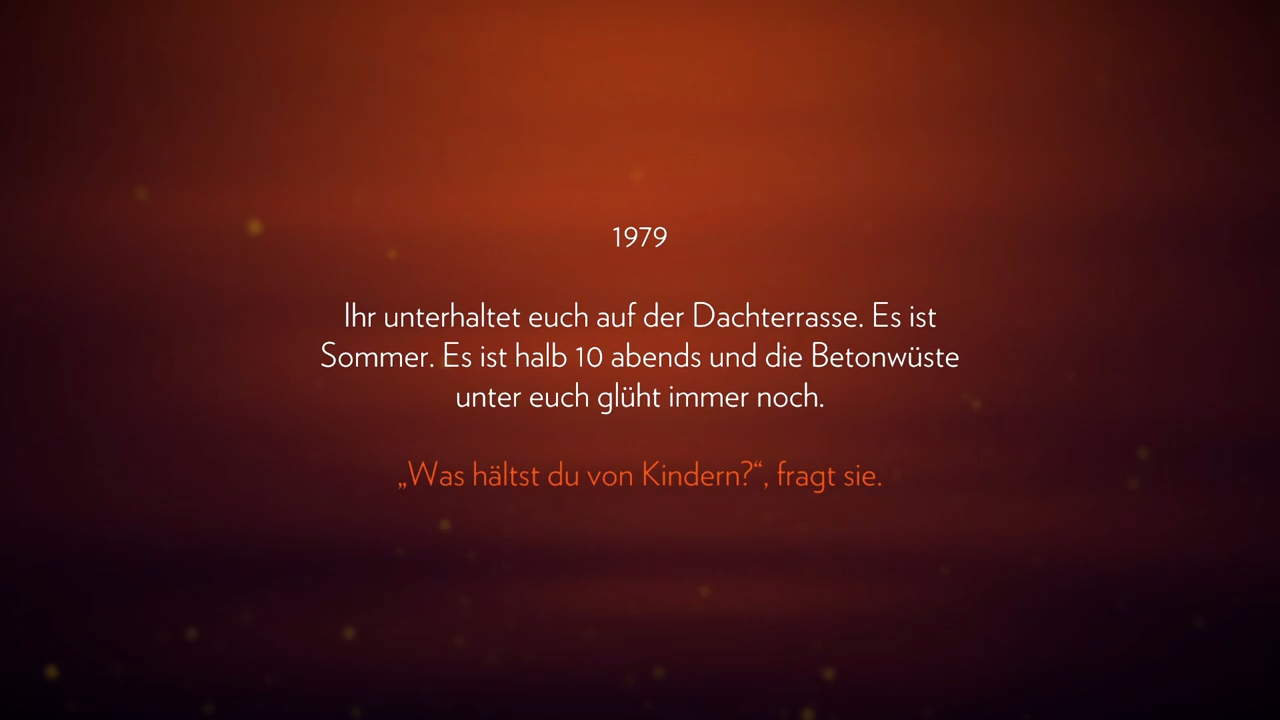 1979
Ihr unterhaltet euch auf der Dachterrasse. Es ist
Sommer. Es ist halb 10 abends und die Betonwüste
unter euch glüht immer noch.
„Was hältst du von Kindern?“, fragt sie.